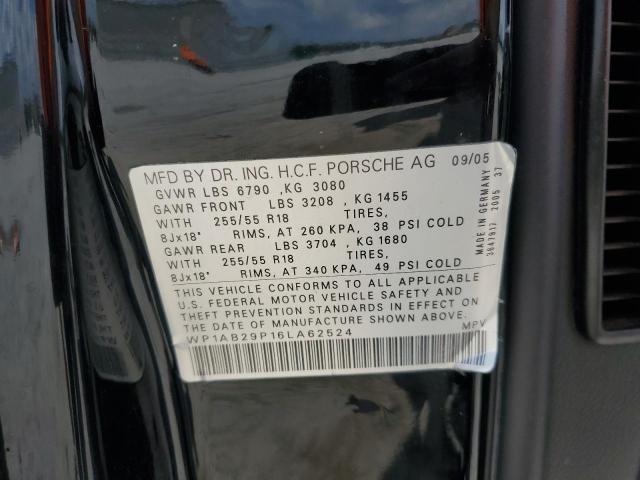 MFD BY DR. ING. H.C.F. PORSCHE AG 09/05
GVWR LBS 6790 ,KG 3080
GAWR FRONT LBS 3208 , KG 1455
WITH 255/55 R18 TIRES,
8Jx18" RIMS, AT 260 KPA, 38 PSI COLD
GAWR REAR LBS 3704 , KG 1680
WITH 255/55 R18 TIRES,
8Jx18" RIMS, AT 340 KPA, 49 PSI COLD
THIS VEHICLE CONFORMS TO ALL APPLICABLE
U.S. FEDERAL MOTOR VEHICLE SAFETY AND
THEFT PREVENTION STANDARDS IN EFFECT ON
THE DATE OF MANUFACTURE SHOWN ABOVE.
WP1AB29P16LA62524 MPV
MADE IN GERMANY
3647917 2005 37